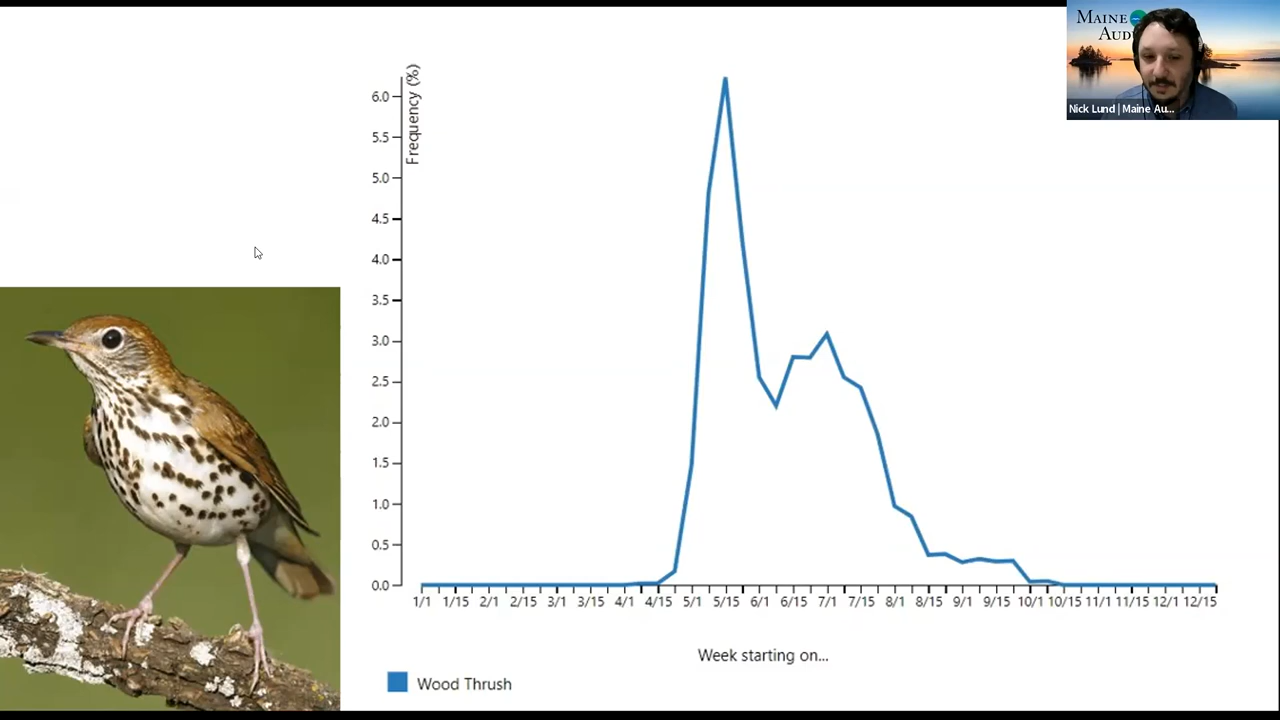 MAINE
AUD
Nick Lund | Maine Au...
Frequency (%)
6.0
5.5
5.0
4.5
4.0
3.5
3.0
2.5
2.0
1.5
1.0
0.5
0.0
1/1 1/15 2/1 2/15 3/1 3/15 4/1 4/15 5/1 5/15 6/1 6/15 7/1 7/15 8/1 8/15 9/1 9/15 10/1 10/15 11/1 11/15 12/1 12/15
Week starting on...
Wood Thrush